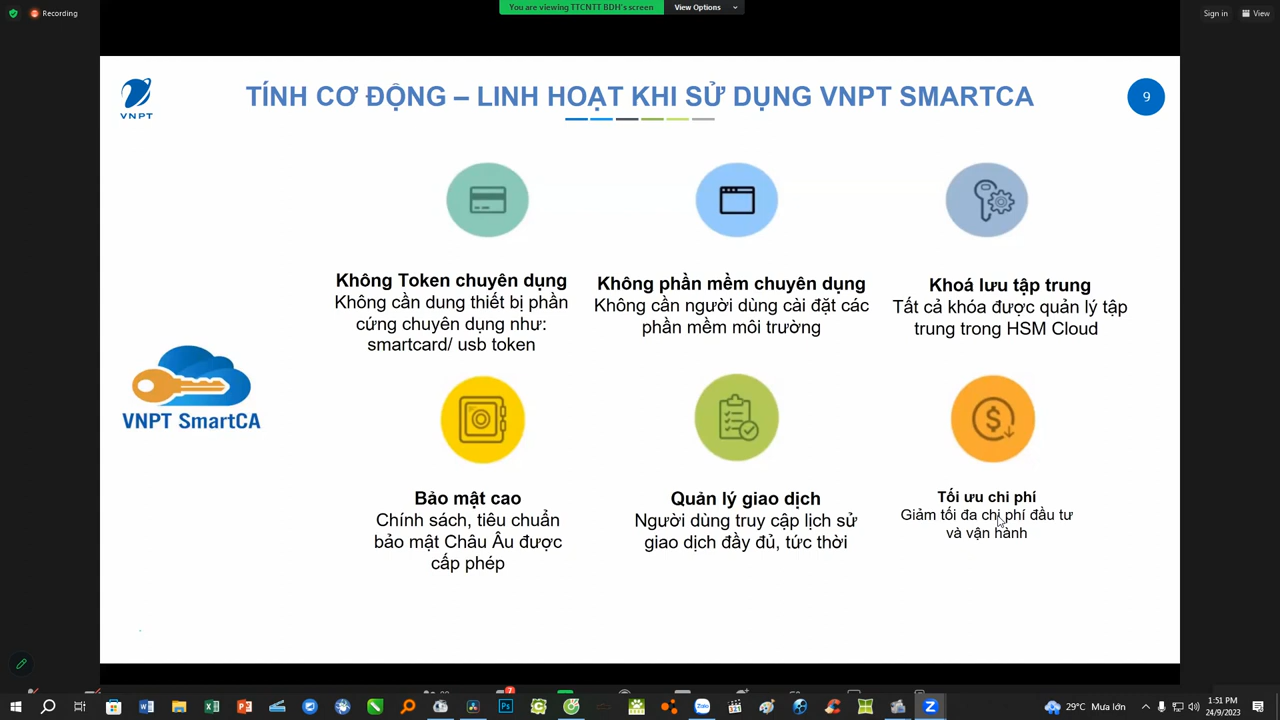 Recording
You are viewing TTCNTT BDH's screen
View Options
Sign in
View
VNPT
TÍNH CƠ ĐỘNG – LINH HOẠT KHI SỬ DỤNG VNPT SMARTCA
9
Không Token chuyên dụng
Không cần dung thiết bị phần
cứng chuyên dụng như:
smartcard/ usb token
Không phần mềm chuyên dụng
Không cần người dùng cài đặt các
phần mềm môi trường
Khoá lưu tập trung
Tất cả khóa được quản lý tập
trung trong HSM Cloud
VNPT SmartCA
Bảo mật cao
Chính sách, tiêu chuẩn
bảo mật Châu Âu được
cấp phép
Quản lý giao dịch
Người dùng truy cập lịch sử
giao dịch đầy đủ, tức thời
Tối ưu chi phí
Giảm tối đa chi phí đầu tư
và vận hành
7
Zalo
29°C Mưa lớn
1:51 PM
24/9/2023